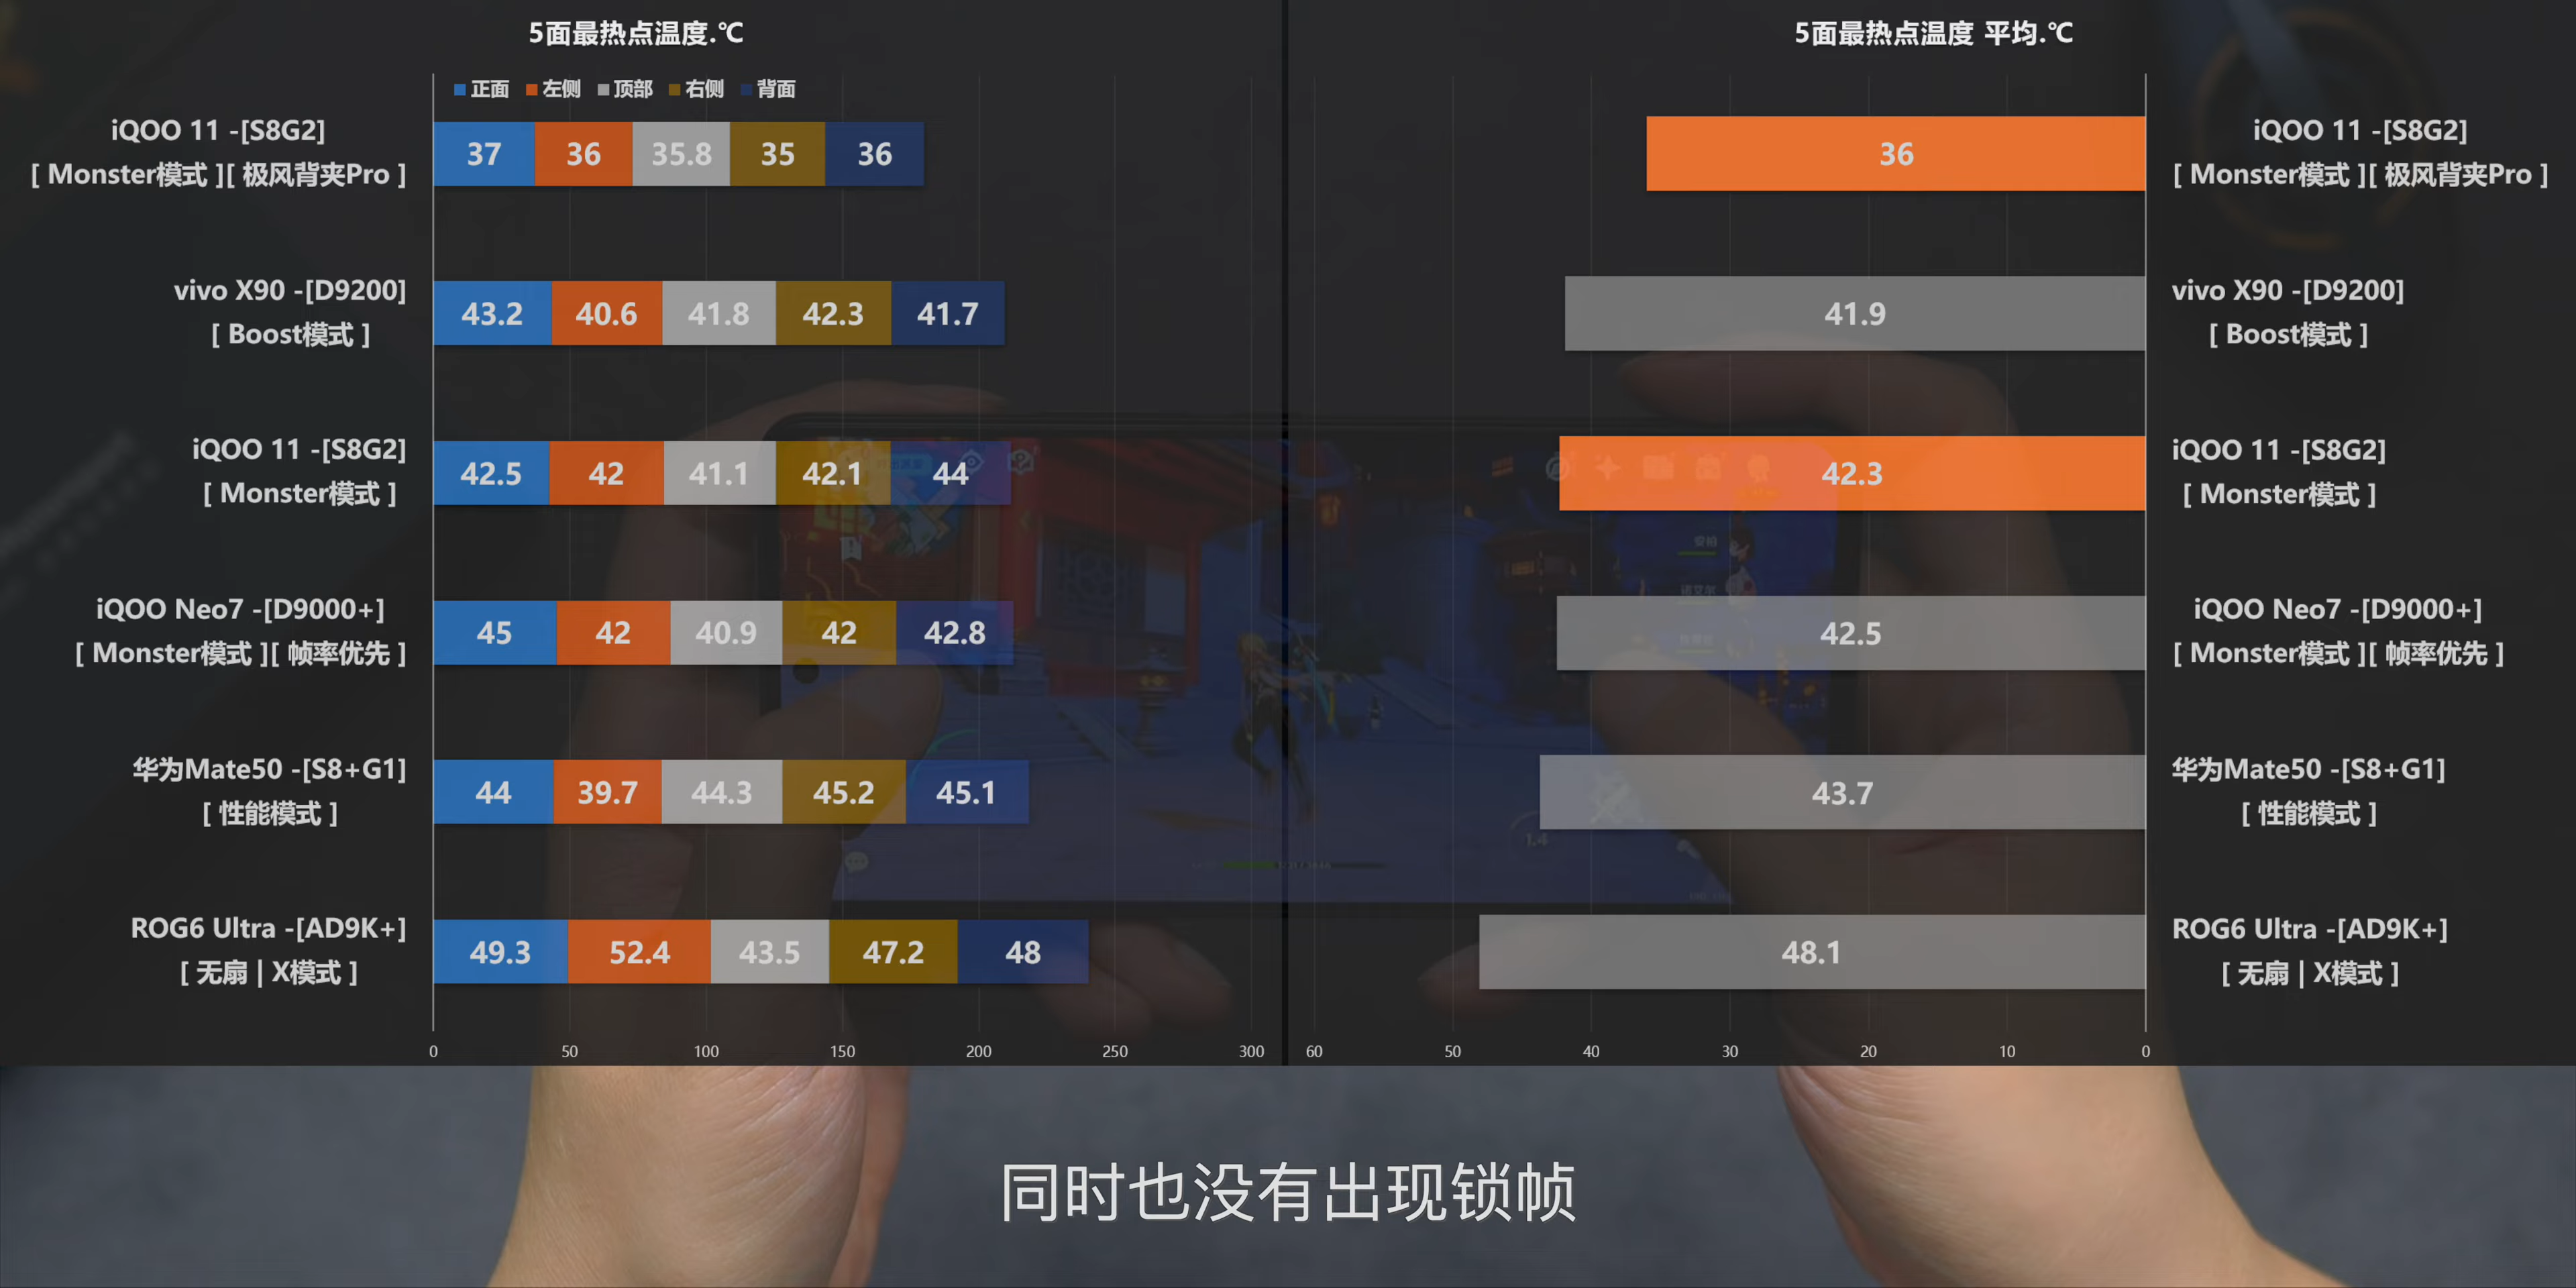 5面最热点温度.℃
正面 左侧 顶部 右侧 背面
iQOO 11 -[S8G2]
[ Monster模式 ][ 极风背夹Pro ]
37 36 35.8 35 36
vivo X90 -[D9200]
[ Boost模式 ]
43.2 40.6 41.8 42.3 41.7
iQOO 11 -[S8G2]
[ Monster模式 ]
42.5 42 41.1 42.1 44
iQOO Neo7 -[D9000+]
[ Monster模式 ][ 帧率优先 ]
45 42 40.9 42 42.8
华为Mate50 -[S8+G1]
[ 性能模式 ]
44 39.7 44.3 45.2 45.1
ROG6 Ultra -[AD9K+]
[ 无扇 | X模式 ]
49.3 52.4 43.5 47.2 48
0 50 100 150 200 250 300
5面最热点温度 平均.℃
36
iQOO 11 -[S8G2]
[ Monster模式 ][ 极风背夹Pro ]
41.9
vivo X90 -[D9200]
[ Boost模式 ]
42.3
iQOO 11 -[S8G2]
[ Monster模式 ]
42.5
iQOO Neo7 -[D9000+]
[ Monster模式 ][ 帧率优先 ]
43.7
华为Mate50 -[S8+G1]
[ 性能模式 ]
48.1
ROG6 Ultra -[AD9K+]
[ 无扇 | X模式 ]
60 50 40 30 20 10 0
安柏
1.4
同时也没有出现锁帧